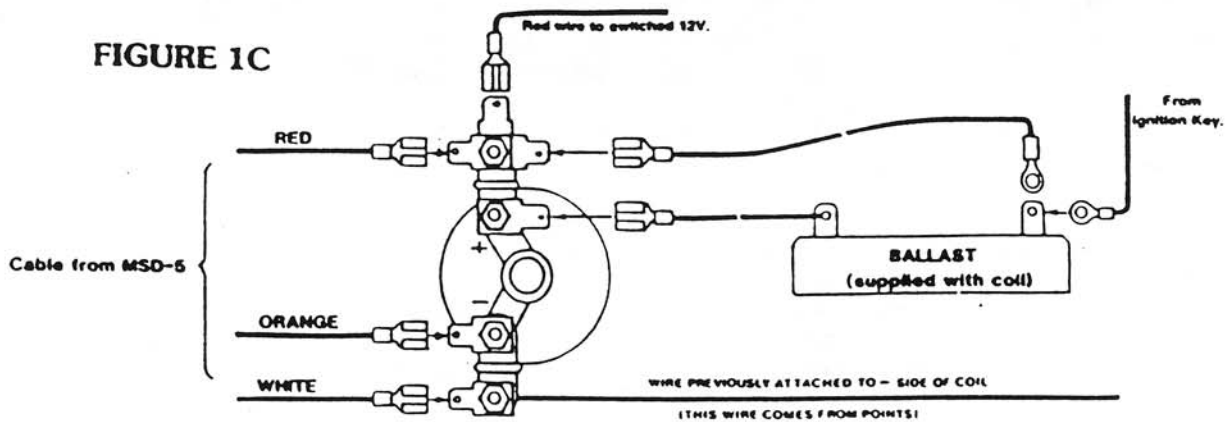 Red wire to switched 12V.
FIGURE 1C
From
Ignition Key.
RED
+
BALLAST
(supplied with coil)
Cable from MSD-5
−
ORANGE
WHITE
WIRE PREVIOUSLY ATTACHED TO − SIDE OF COIL
(THIS WIRE COMES FROM POINTS)